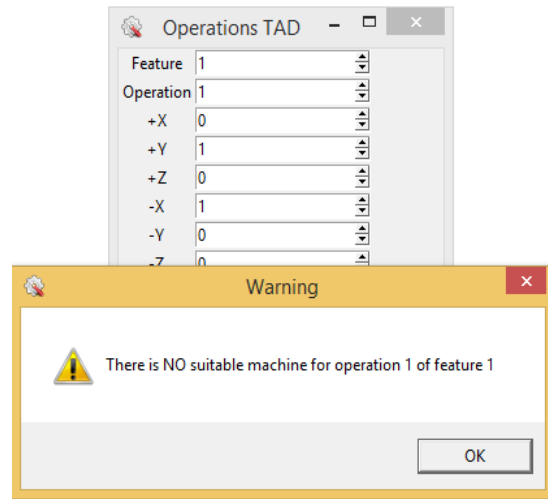 Operations TAD
Feature 1
Operation 1
+X 0
+Y 1
+Z 0
-X 1
-Y 0
-Z 0
Warning
There is NO suitable machine for operation 1 of feature 1
OK